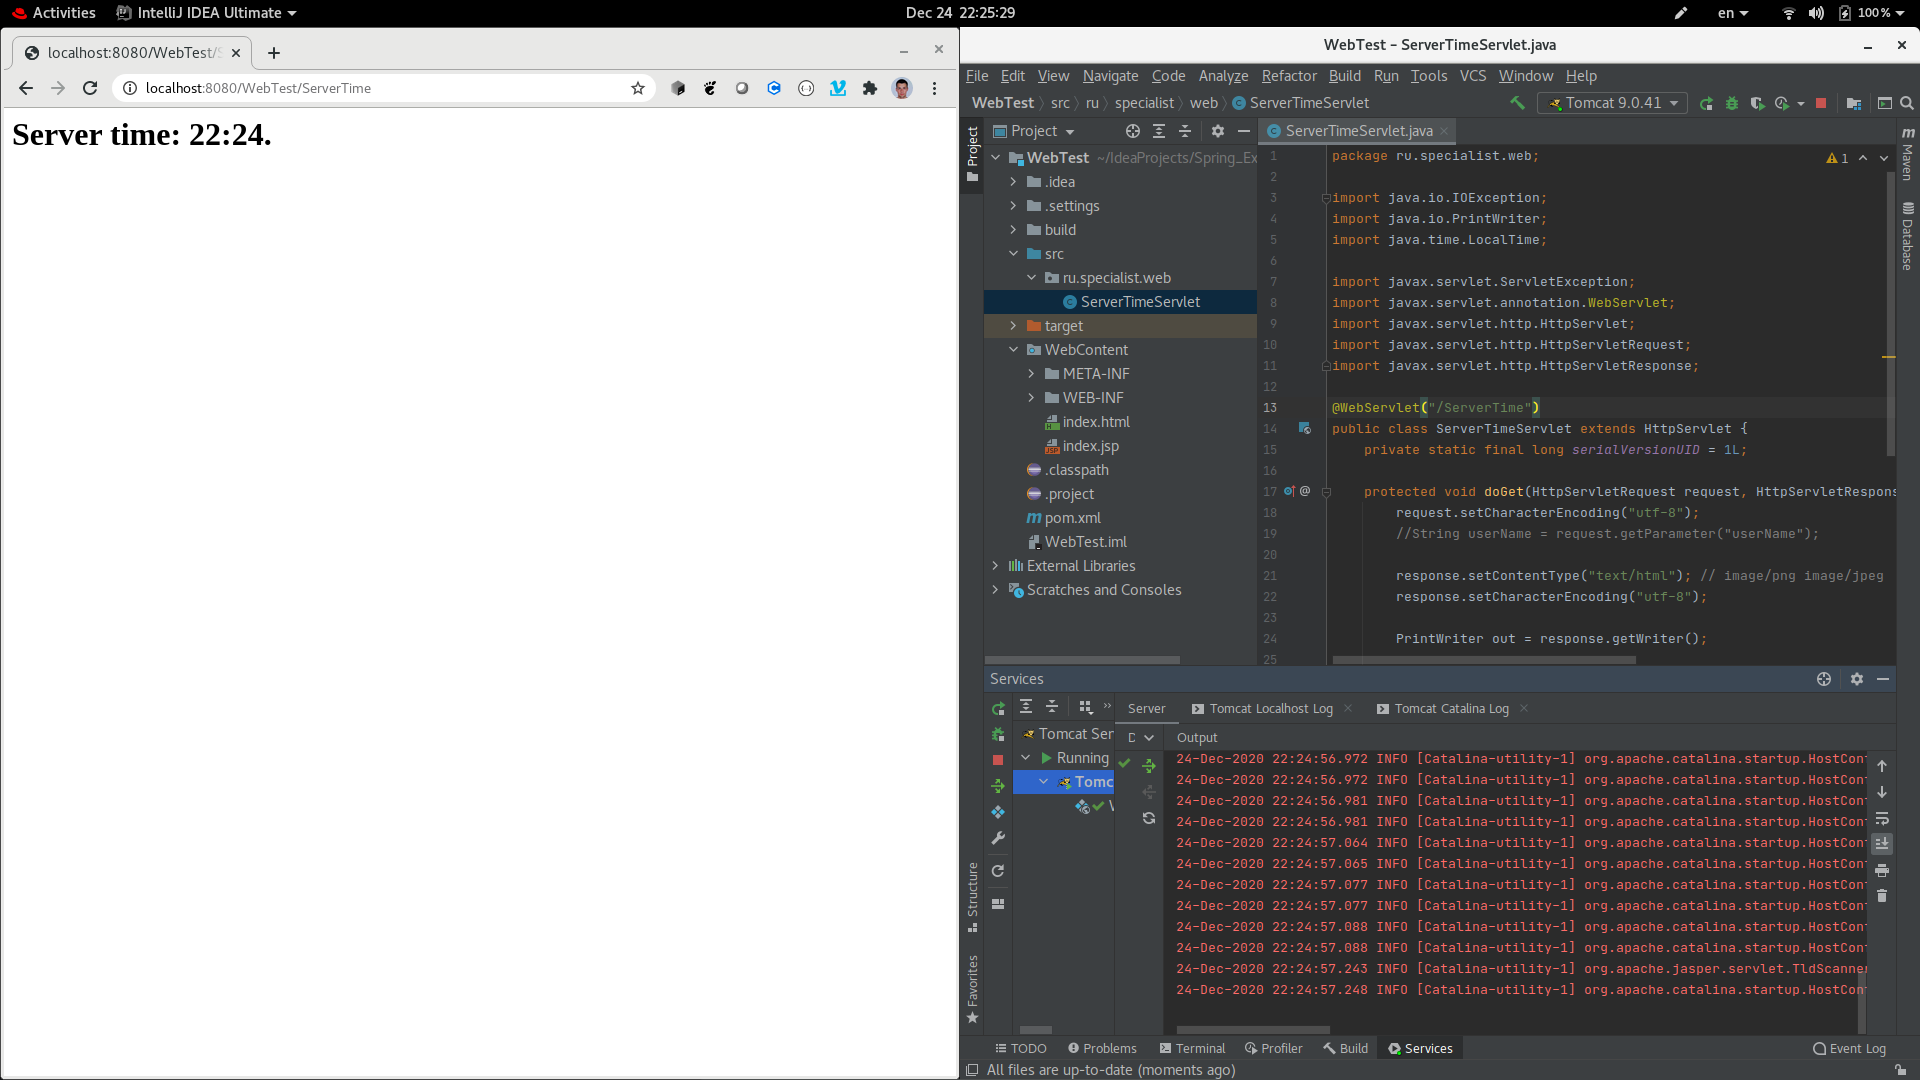 Activities
IntelliJ IDEA Ultimate
Dec 24 22:25:29
en
100%
localhost:8080/WebTest/S
localhost:8080/WebTest/ServerTime
Server time: 22:24.
WebTest – ServerTimeServlet.java
File Edit View Navigate Code Analyze Refactor Build Run Tools VCS Window Help
WebTest src ru specialist web ServerTimeServlet
Tomcat 9.0.41
Project
Project
WebTest ~/IdeaProjects/Spring_Ex
.idea
.settings
build
src
ru.specialist.web
ServerTimeServlet
target
WebContent
META-INF
WEB-INF
index.html
index.jsp
.classpath
.project
pom.xml
WebTest.iml
External Libraries
Scratches and Consoles
Structure
Favorites
ServerTimeServlet.java
1
1 package ru.specialist.web;
2
3 import java.io.IOException;
4 import java.io.PrintWriter;
5 import java.time.LocalTime;
6
7 import javax.servlet.ServletException;
8 import javax.servlet.annotation.WebServlet;
9 import javax.servlet.http.HttpServlet;
10 import javax.servlet.http.HttpServletRequest;
11 import javax.servlet.http.HttpServletResponse;
12
13 @WebServlet("/ServerTime")
14 public class ServerTimeServlet extends HttpServlet {
15 private static final long serialVersionUID = 1L;
16
17 @ protected void doGet(HttpServletRequest request, HttpServletRespons
18 request.setCharacterEncoding("utf-8");
19 //String userName = request.getParameter("userName");
20
21 response.setContentType("text/html"); // image/png image/jpeg
22 response.setCharacterEncoding("utf-8");
23
24 PrintWriter out = response.getWriter();
25
Maven
Database
Services
Server
Tomcat Localhost Log
Tomcat Catalina Log
Tomcat Ser
Running
Tomc
D
Output
24-Dec-2020 22:24:56.972 INFO [Catalina-utility-1] org.apache.catalina.startup.HostCon
24-Dec-2020 22:24:56.972 INFO [Catalina-utility-1] org.apache.catalina.startup.HostCon
24-Dec-2020 22:24:56.981 INFO [Catalina-utility-1] org.apache.catalina.startup.HostCon
24-Dec-2020 22:24:56.981 INFO [Catalina-utility-1] org.apache.catalina.startup.HostCon
24-Dec-2020 22:24:57.064 INFO [Catalina-utility-1] org.apache.catalina.startup.HostCon
24-Dec-2020 22:24:57.065 INFO [Catalina-utility-1] org.apache.catalina.startup.HostCon
24-Dec-2020 22:24:57.077 INFO [Catalina-utility-1] org.apache.catalina.startup.HostCon
24-Dec-2020 22:24:57.077 INFO [Catalina-utility-1] org.apache.catalina.startup.HostCon
24-Dec-2020 22:24:57.088 INFO [Catalina-utility-1] org.apache.catalina.startup.HostCon
24-Dec-2020 22:24:57.088 INFO [Catalina-utility-1] org.apache.catalina.startup.HostCon
24-Dec-2020 22:24:57.243 INFO [Catalina-utility-1] org.apache.jasper.servlet.TldScanne
24-Dec-2020 22:24:57.248 INFO [Catalina-utility-1] org.apache.catalina.startup.HostCon
TODO
Problems
Terminal
Profiler
Build
Services
Event Log
All files are up-to-date (moments ago)